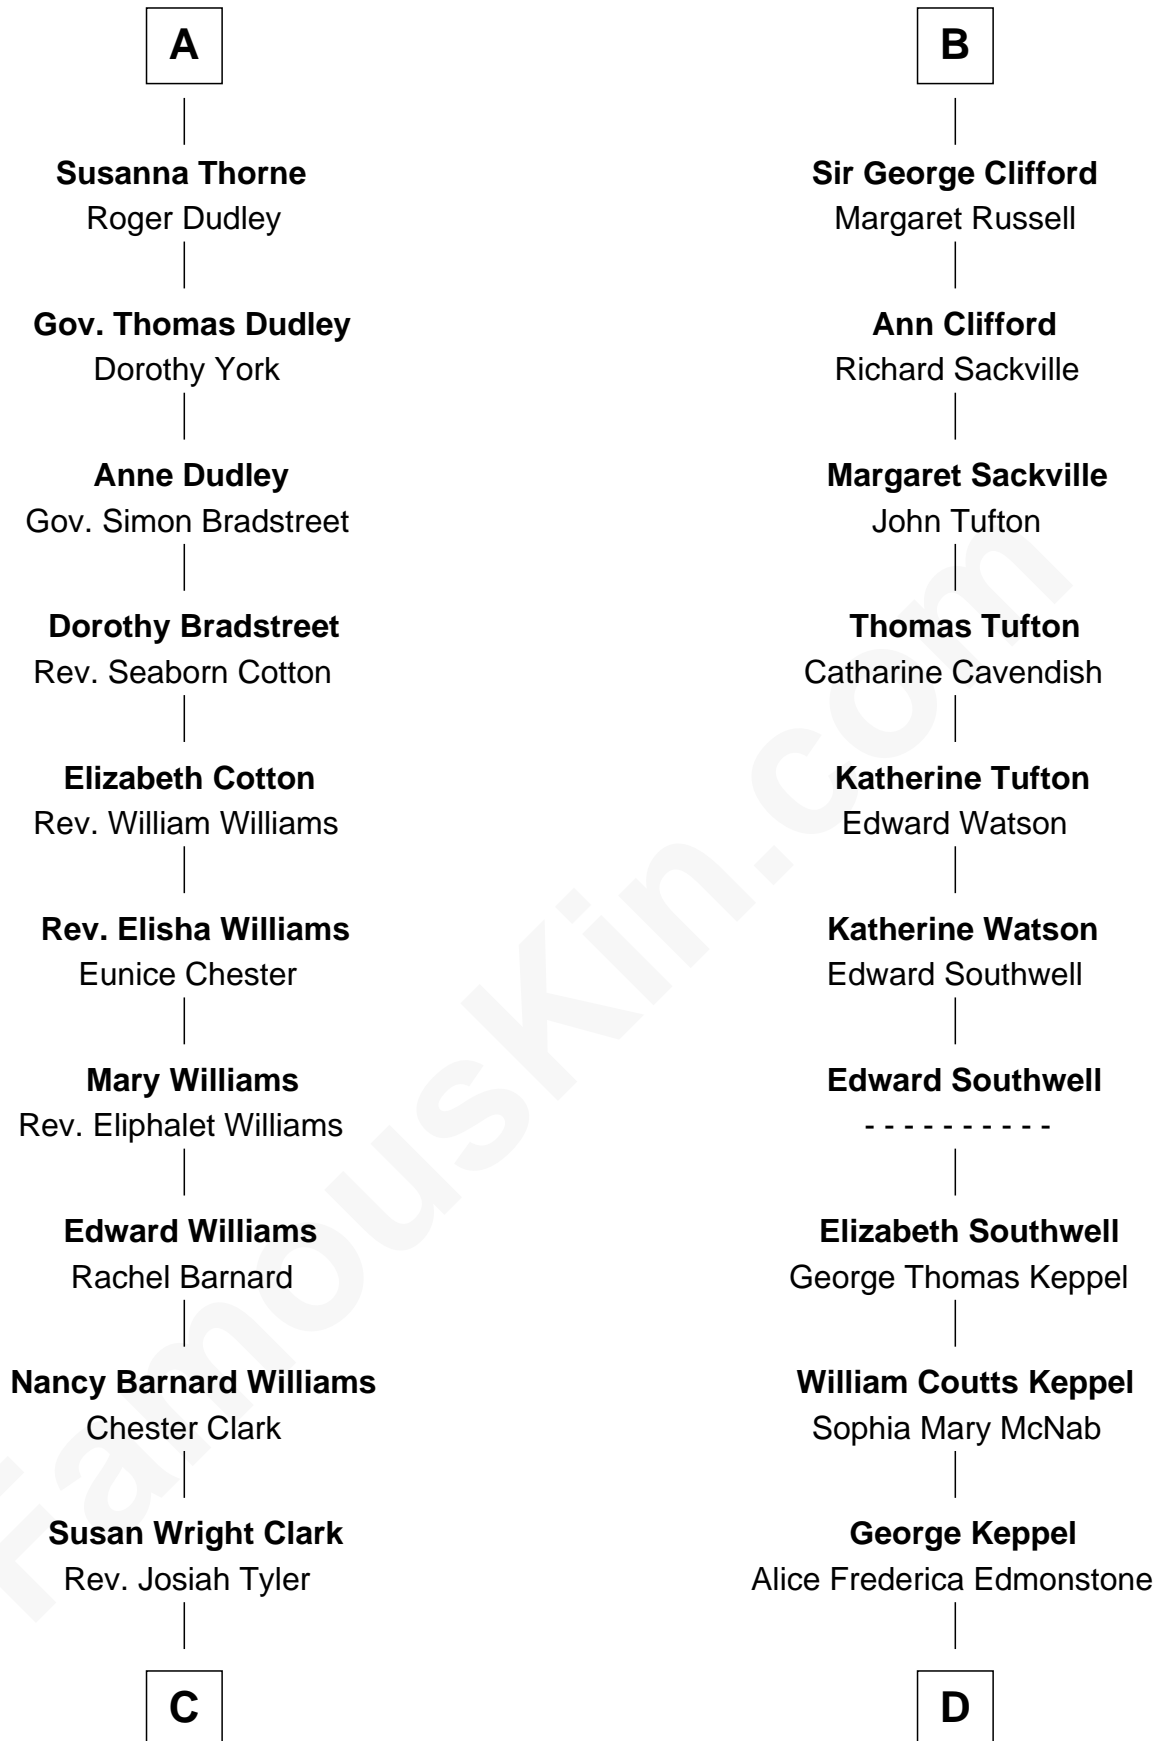 A
Susanna Thorne
Roger Dudley
Gov. Thomas Dudley
Dorothy York
Anne Dudley
Gov. Simon Bradstreet
Dorothy Bradstreet
Rev. Seaborn Cotton
Elizabeth Cotton
Rev. William Williams
Rev. Elisha Williams
Eunice Chester
Mary Williams
Rev. Eliphalet Williams
Edward Williams
Rachel Barnard
Nancy Barnard Williams
Chester Clark
Susan Wright Clark
Rev. Josiah Tyler
C
B
Sir George Clifford
Margaret Russell
Ann Clifford
Richard Sackville
Margaret Sackville
John Tufton
Thomas Tufton
Catharine Cavendish
Katherine Tufton
Edward Watson
Katherine Watson
Edward Southwell
Edward Southwell
- - - - - - - - - -
Elizabeth Southwell
George Thomas Keppel
William Coutts Keppel
Sophia Mary McNab
George Keppel
Alice Frederica Edmonstone
D
FamousKin.com